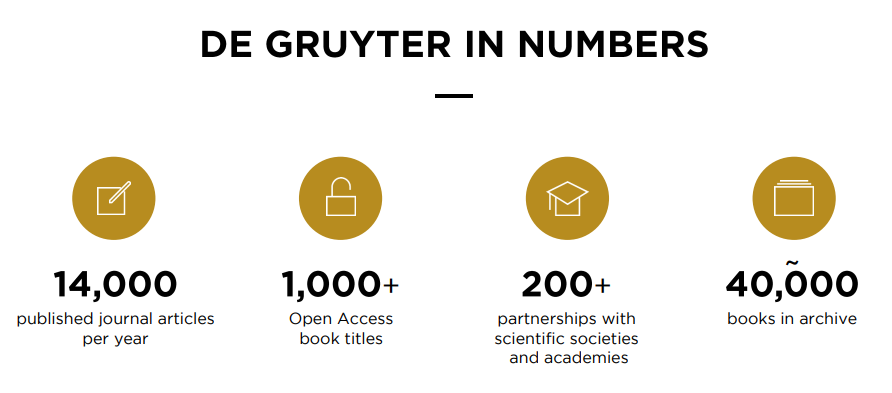 DE GRUYTER IN NUMBERS
14,000
published journal articles
per year
1,000+
Open Access
book titles
200+
partnerships with
scientific societies
and academies
~
40,000
books in archive